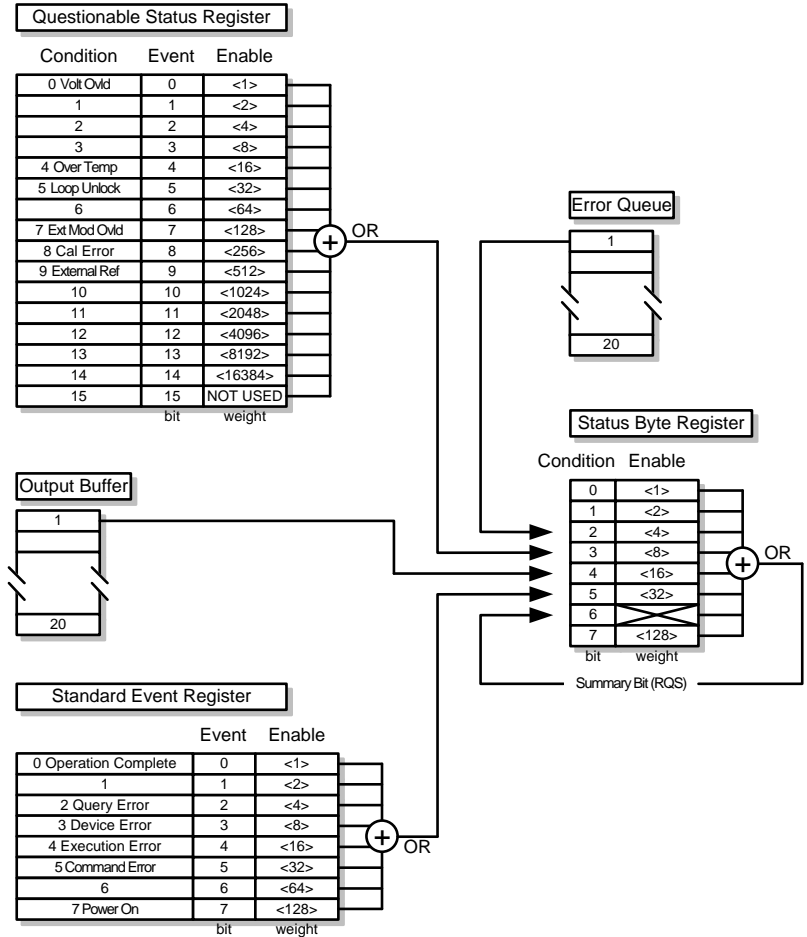 Questionable Status Register
Condition Event Enable
0 Volt Ovld 0 <1>
1 1 <2>
2 2 <4>
3 3 <8>
4 Over Temp 4 <16>
5 Loop Unlock 5 <32>
6 6 <64>
7 Ext Mod Ovld 7 <128>
8 Cal Error 8 <256>
9 External Ref 9 <512>
10 10 <1024>
11 11 <2048>
12 12 <4096>
13 13 <8192>
14 14 <16384>
15 15 NOT USED
bit weight
+ OR
Error Queue
1
20
Output Buffer
1
20
Status Byte Register
Condition Enable
0 <1>
1 <2>
2 <4>
3 <8>
4 <16>
5 <32>
6
7 <128>
bit weight
+ OR
Summary Bit (RQS)
Standard Event Register
Event Enable
0 Operation Complete 0 <1>
1 1 <2>
2 Query Error 2 <4>
3 Device Error 3 <8>
4 Execution Error 4 <16>
5 Command Error 5 <32>
6 6 <64>
7 Power On 7 <128>
bit weight
+ OR